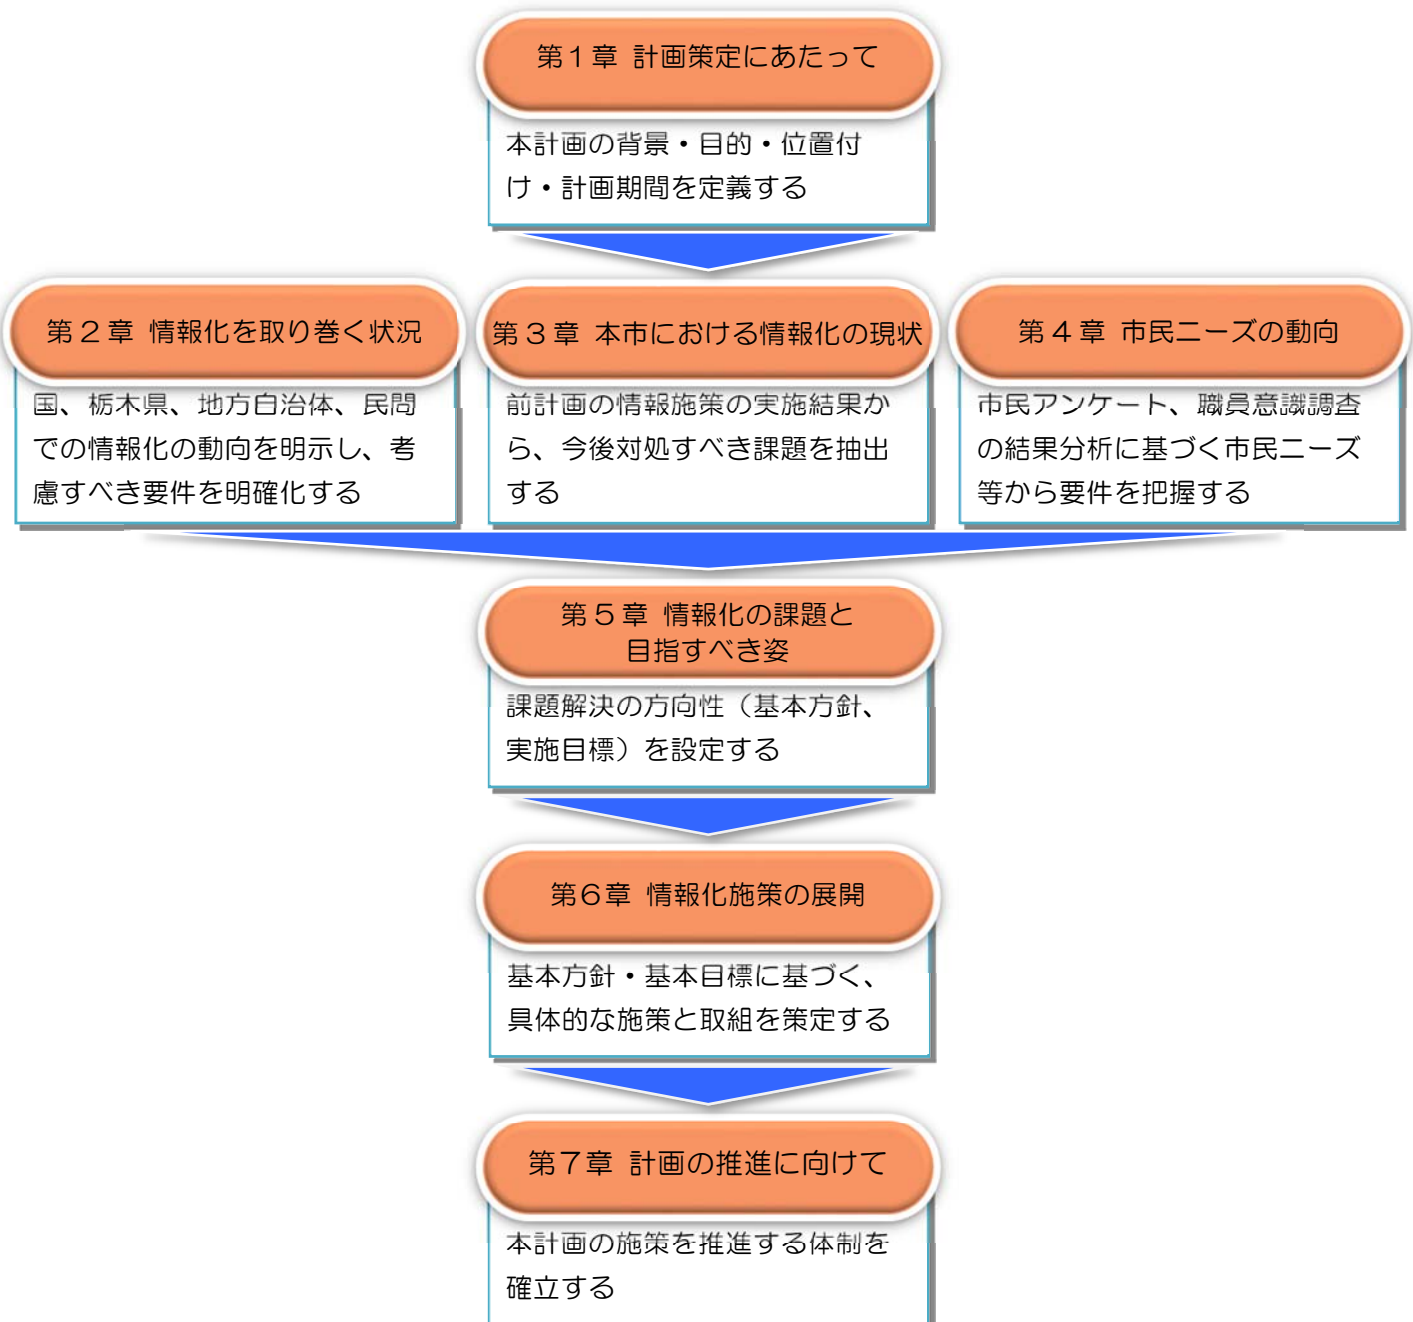 第１章 計画策定にあたって
本計画の背景・目的・位置付
け・計画期間を定義する
第２章 情報化を取り巻く状況
国、栃木県、地方自治体、民間
での情報化の動向を明示し、考
慮すべき要件を明確化する
第３章 本市における情報化の現状
前計画の情報施策の実施結果か
ら、今後対処すべき課題を抽出
する
第４章 市民ニーズの動向
市民アンケート、職員意識調査
の結果分析に基づく市民ニーズ
等から要件を把握する
第５章 情報化の課題と
目指すべき姿
課題解決の方向性（基本方針、
実施目標）を設定する
第６章 情報化施策の展開
基本方針・基本目標に基づく、
具体的な施策と取組を策定する
第７章 計画の推進に向けて
本計画の施策を推進する体制を
確立する